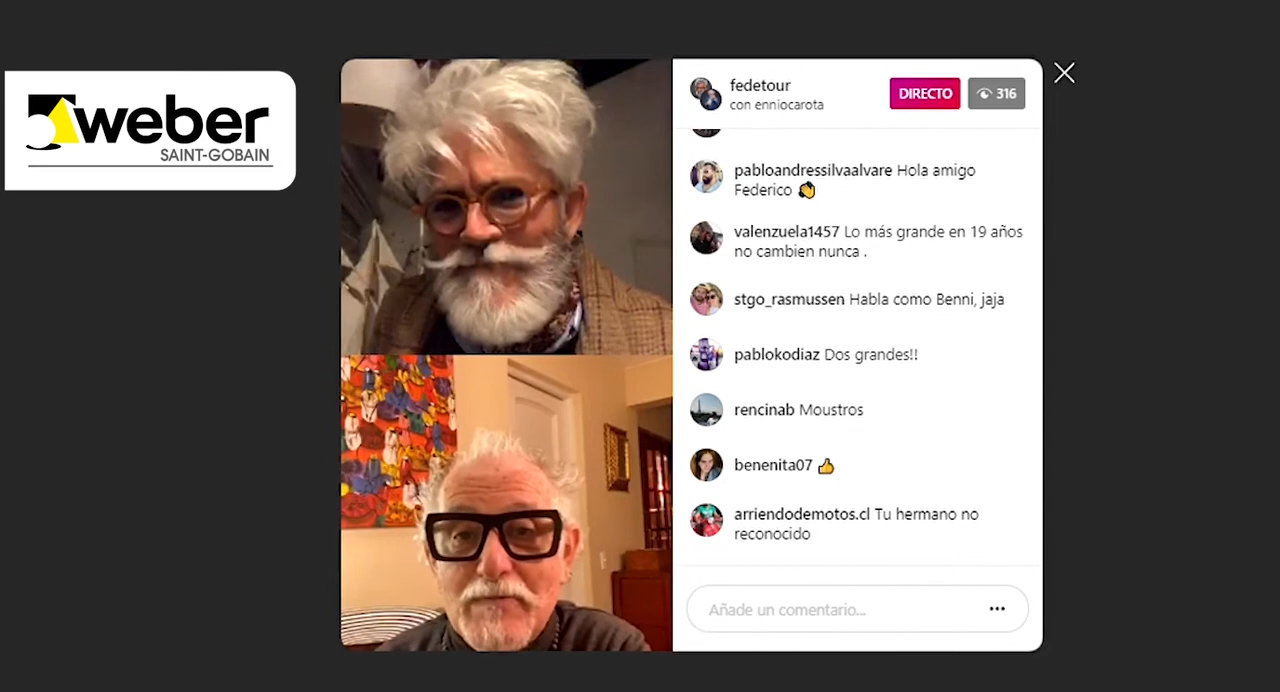 weber
SAINT-GOBAIN
fedetour
con enniocarota
DIRECTO
316
pabloandressilvaalvare Hola amigo
Federico 👏
valenzuela1457 Lo más grande en 19 años
no cambien nunca .
stgo_rasmussen Habla como Benni, jaja
pablokodiaz Dos grandes!!
rencinab Moustros
benenita07 👍
arriendodemotos.cl Tu hermano no
reconocido
Añade un comentario...